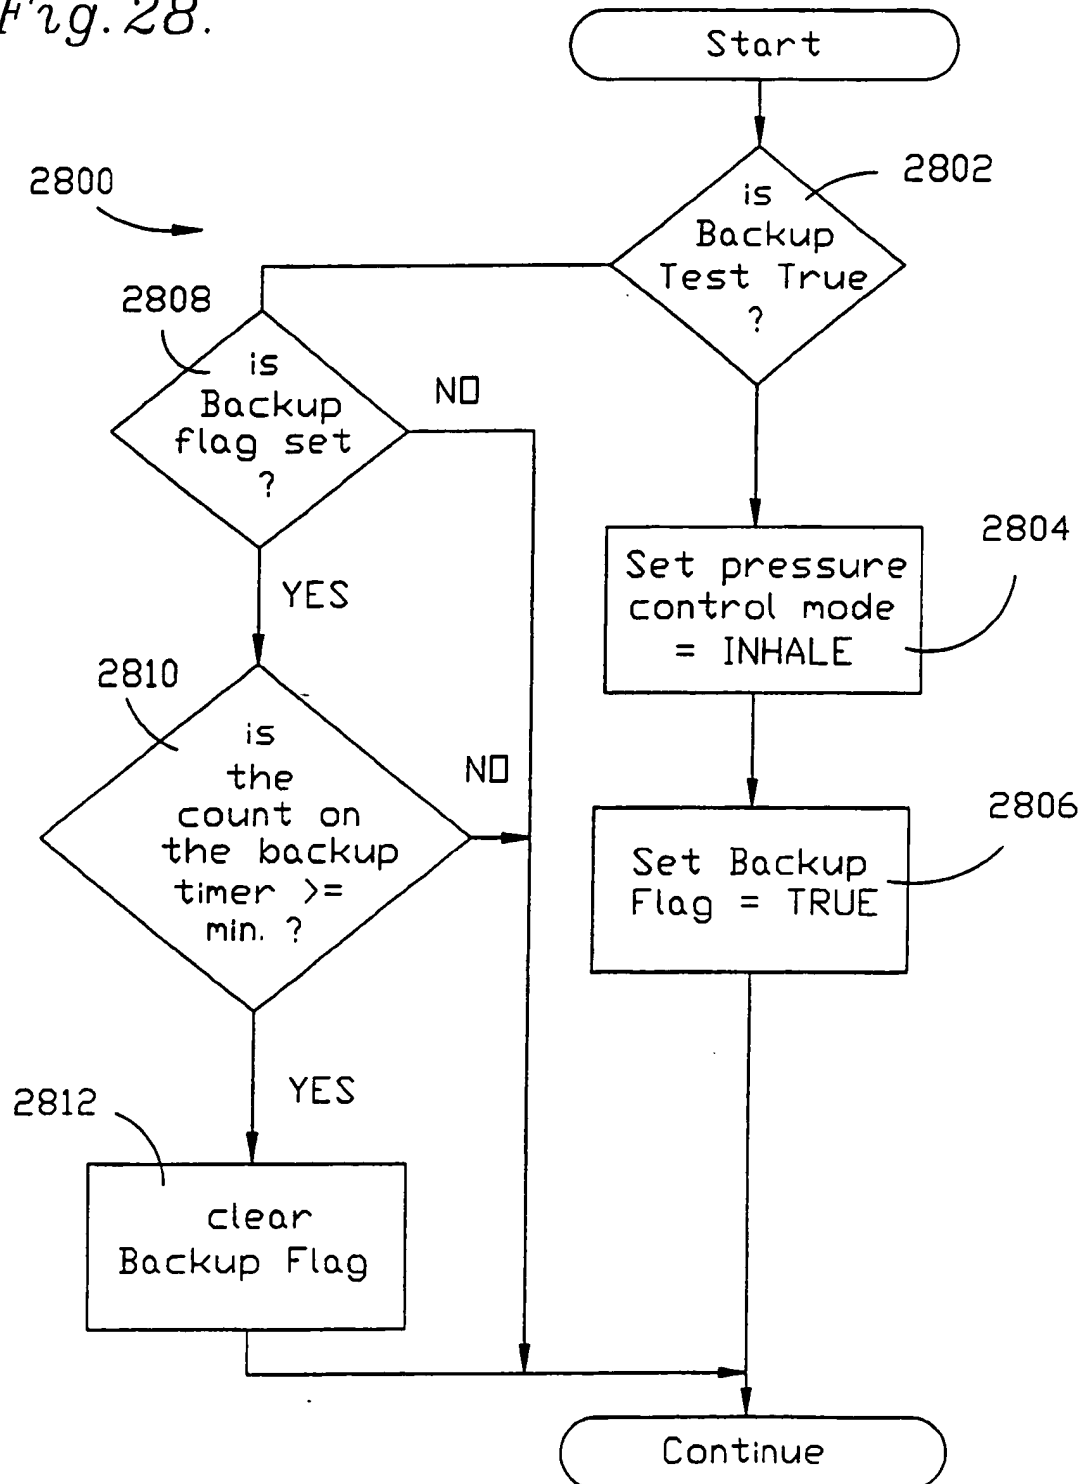 Fig. 28.
Start
2800
2802
is
Backup
Test True
?
2808
is
Backup
flag set
?
NO
YES
2804
Set pressure
control mode
= INHALE
2810
is
the
count on
the backup
timer >=
min. ?
NO
YES
2806
Set Backup
Flag = TRUE
2812
clear
Backup Flag
Continue